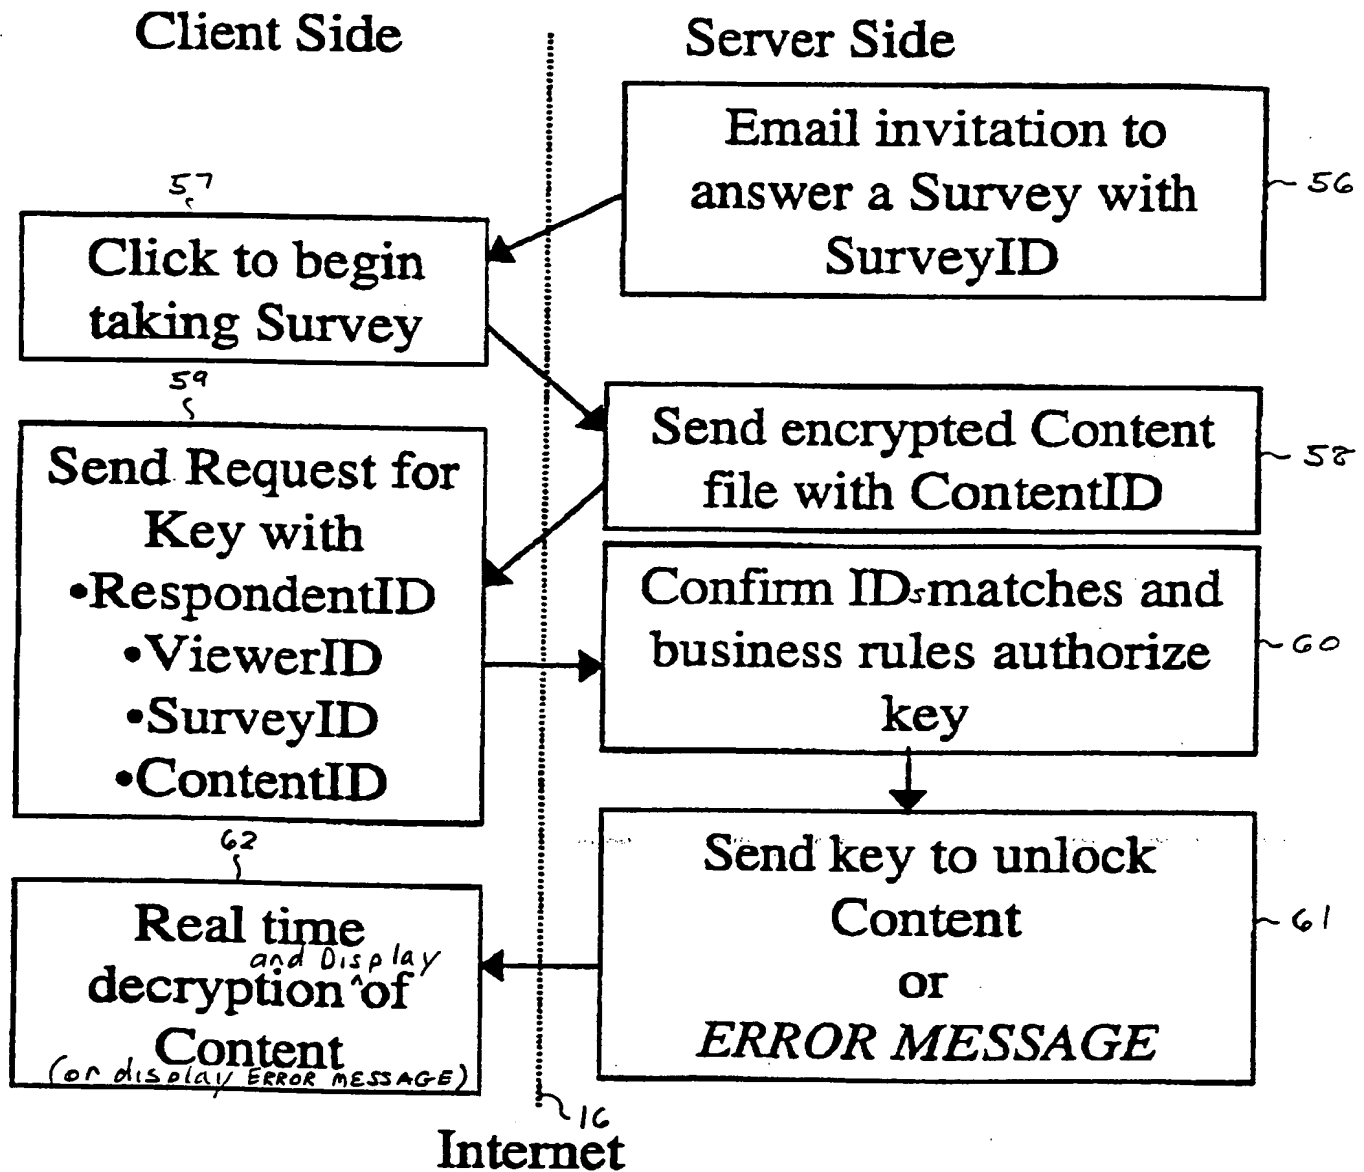 Client Side
Server Side
Email invitation to
answer a Survey with
SurveyID
56
57
Click to begin
taking Survey
Send encrypted Content
file with ContentID
58
59
Send Request for
Key with
•RespondentID
•ViewerID
•SurveyID
•ContentID
Confirm IDs matches and
business rules authorize
key
60
Send key to unlock
Content
or
ERROR MESSAGE
61
62
Real time
and Display
decryption ^ of
Content
(or display ERROR MESSAGE)
16
Internet